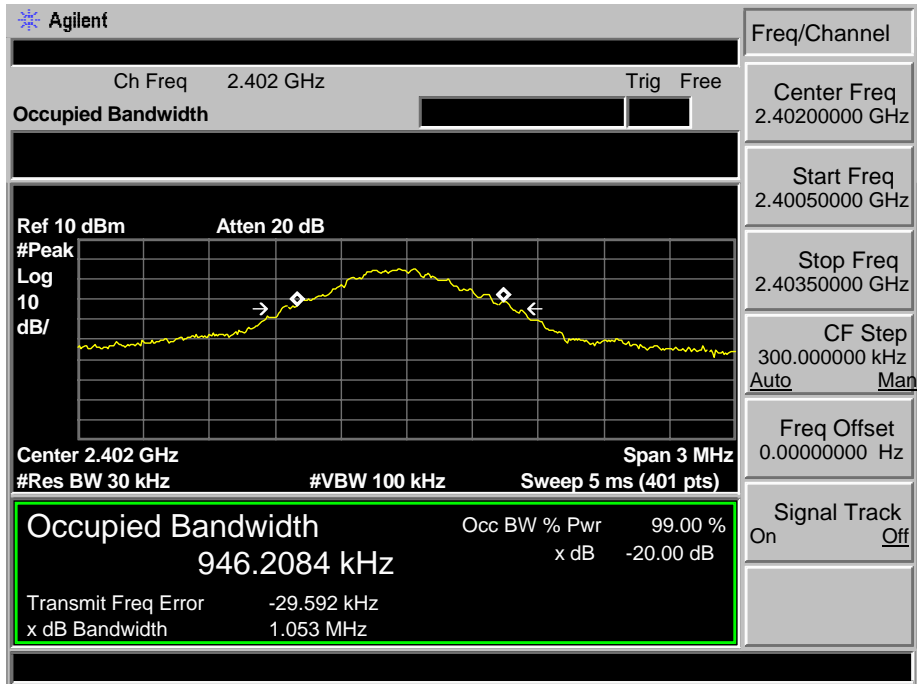 Agilent
Freq/Channel
Ch Freq 2.402 GHz Trig Free
Occupied Bandwidth
Center Freq
2.40200000 GHz
Start Freq
2.40050000 GHz
Stop Freq
2.40350000 GHz
CF Step
300.000000 kHz
Auto Man
Freq Offset
0.00000000 Hz
Signal Track
On Off
Ref 10 dBm Atten 20 dB
#Peak
Log
10
dB/
Center 2.402 GHz Span 3 MHz
#Res BW 30 kHz #VBW 100 kHz Sweep 5 ms (401 pts)
Occupied Bandwidth Occ BW % Pwr 99.00 %
946.2084 kHz x dB -20.00 dB
Transmit Freq Error -29.592 kHz
x dB Bandwidth 1.053 MHz